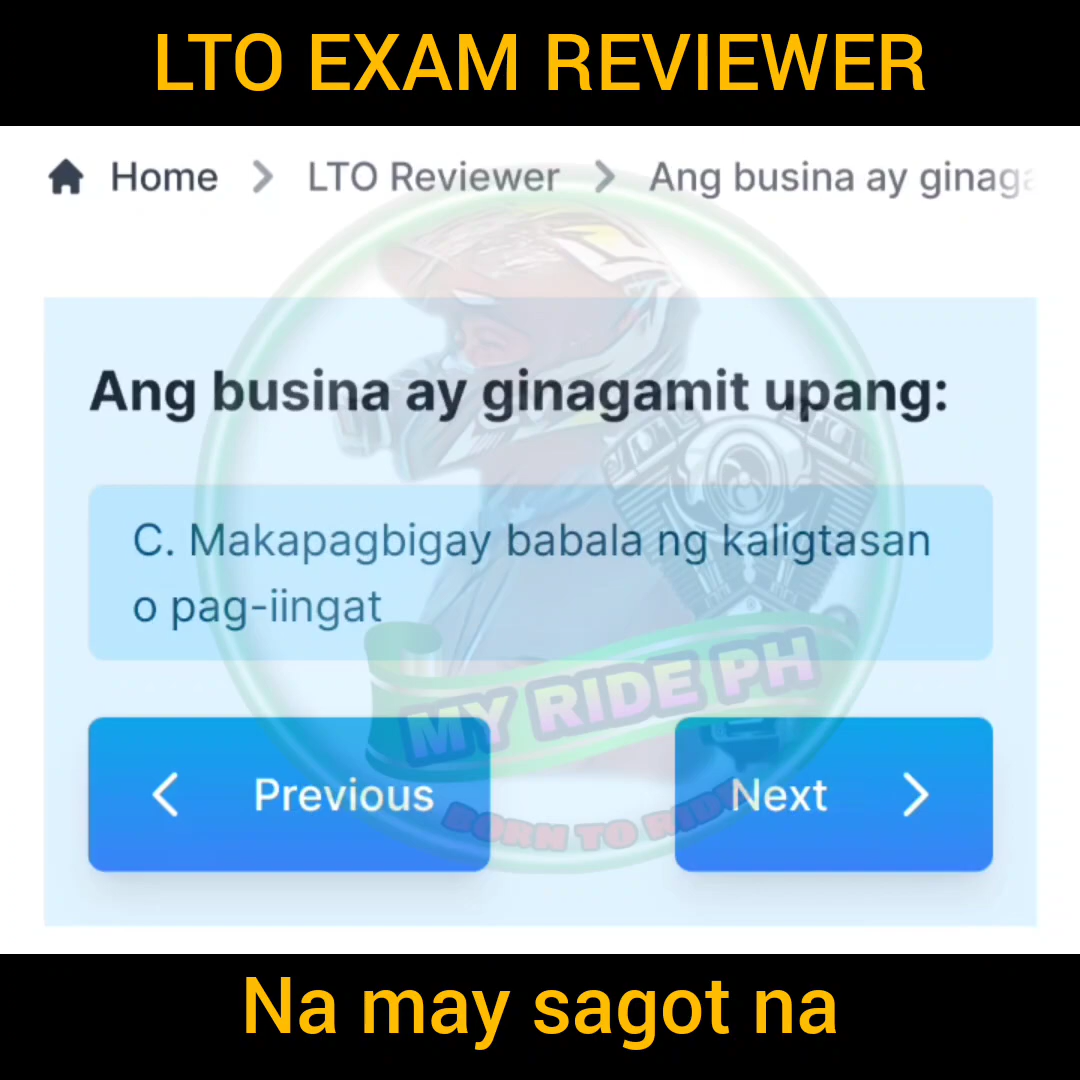 LTO EXAM REVIEWER
Home > LTO Reviewer > Ang busina ay ginaga
Ang busina ay ginagamit upang:
C. Makapagbigay babala ng kaligtasan
o pag-iingat
MY RIDE PH
Previous
Next
BORN TO RIDE
Na may sagot na